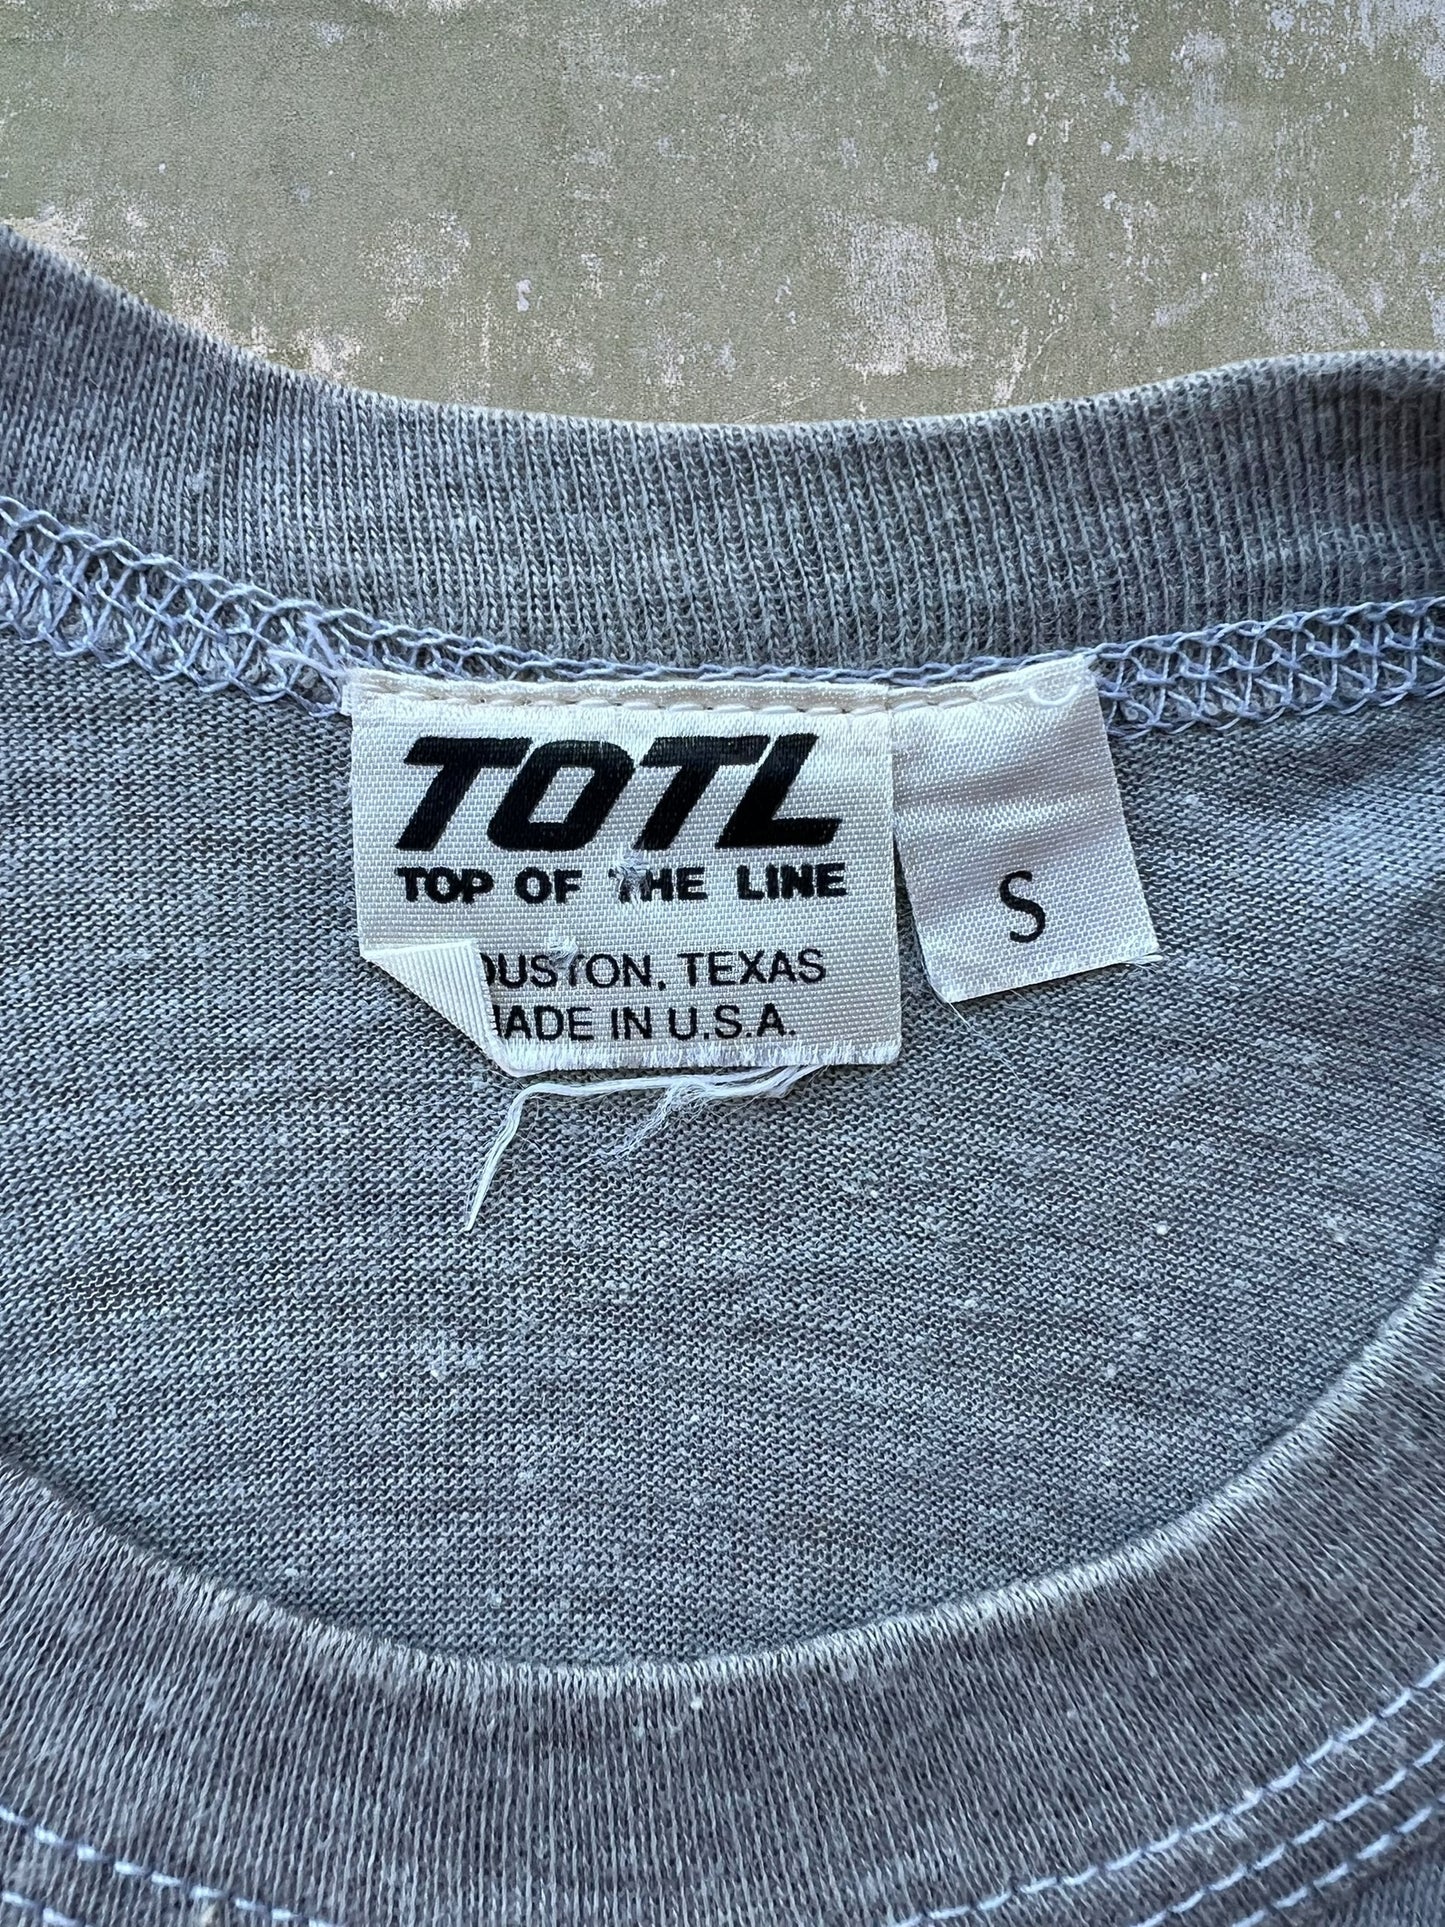 TOTL
TOP OF THE LINE
OUSTON, TEXAS
MADE IN U.S.A.
S